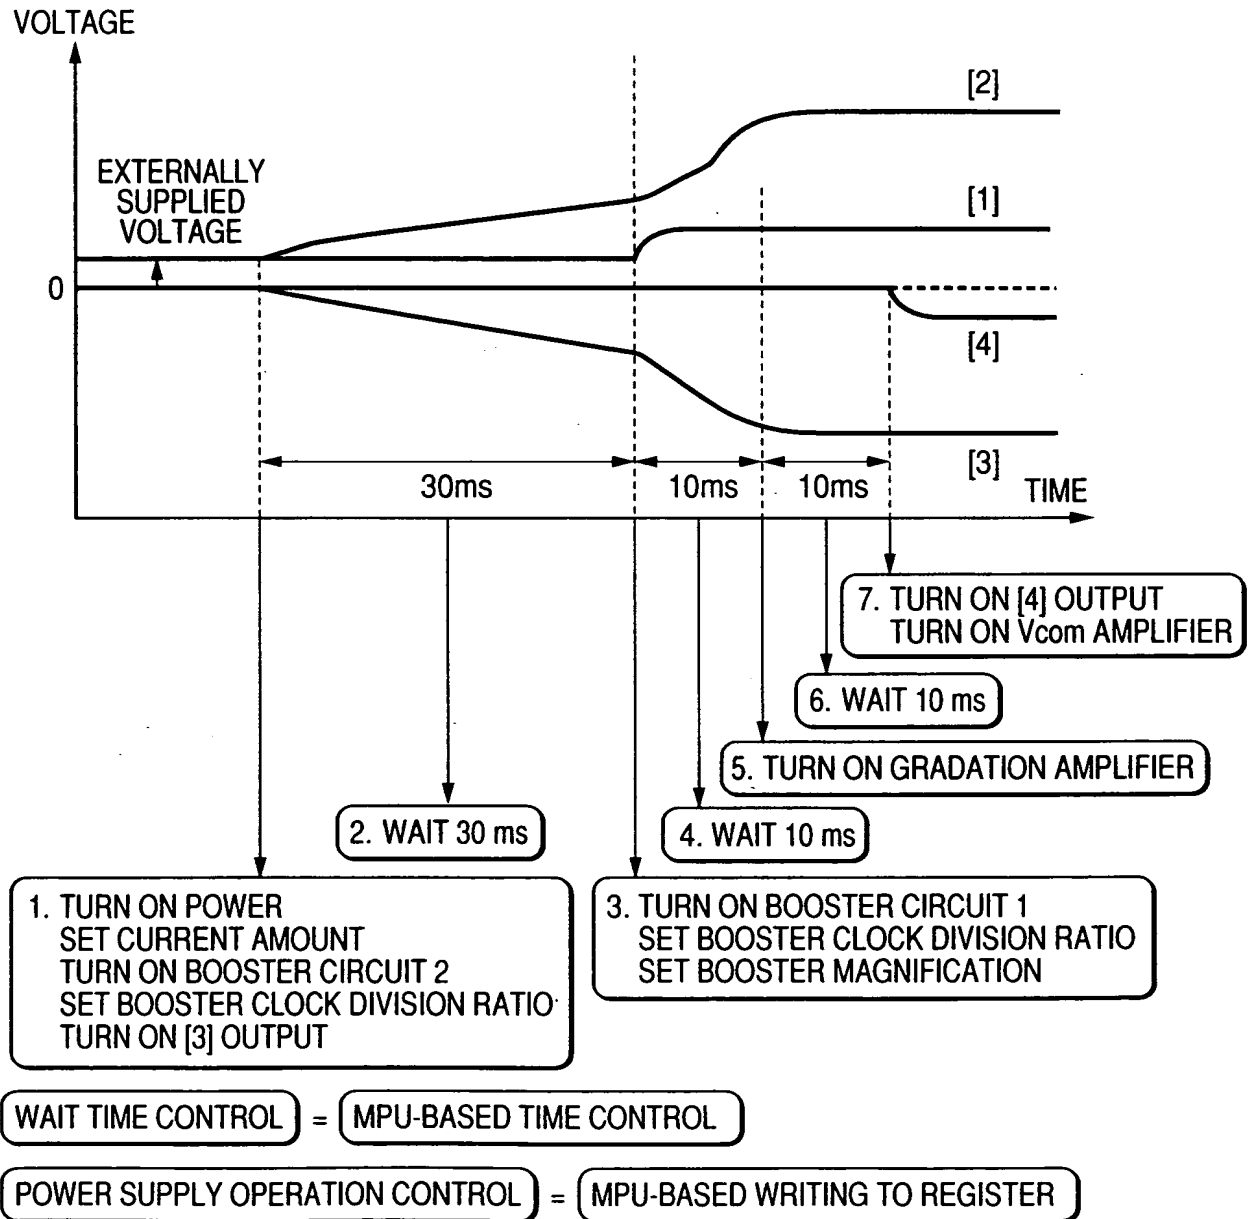 VOLTAGE
[2]
EXTERNALLY
SUPPLIED
VOLTAGE
[1]
0
[4]
[3]
30ms
10ms
10ms
TIME
7. TURN ON [4] OUTPUT
TURN ON Vcom AMPLIFIER
6. WAIT 10 ms
5. TURN ON GRADATION AMPLIFIER
2. WAIT 30 ms
4. WAIT 10 ms
1. TURN ON POWER
SET CURRENT AMOUNT
TURN ON BOOSTER CIRCUIT 2
SET BOOSTER CLOCK DIVISION RATIO
TURN ON [3] OUTPUT
3. TURN ON BOOSTER CIRCUIT 1
SET BOOSTER CLOCK DIVISION RATIO
SET BOOSTER MAGNIFICATION
WAIT TIME CONTROL = MPU-BASED TIME CONTROL
POWER SUPPLY OPERATION CONTROL = MPU-BASED WRITING TO REGISTER